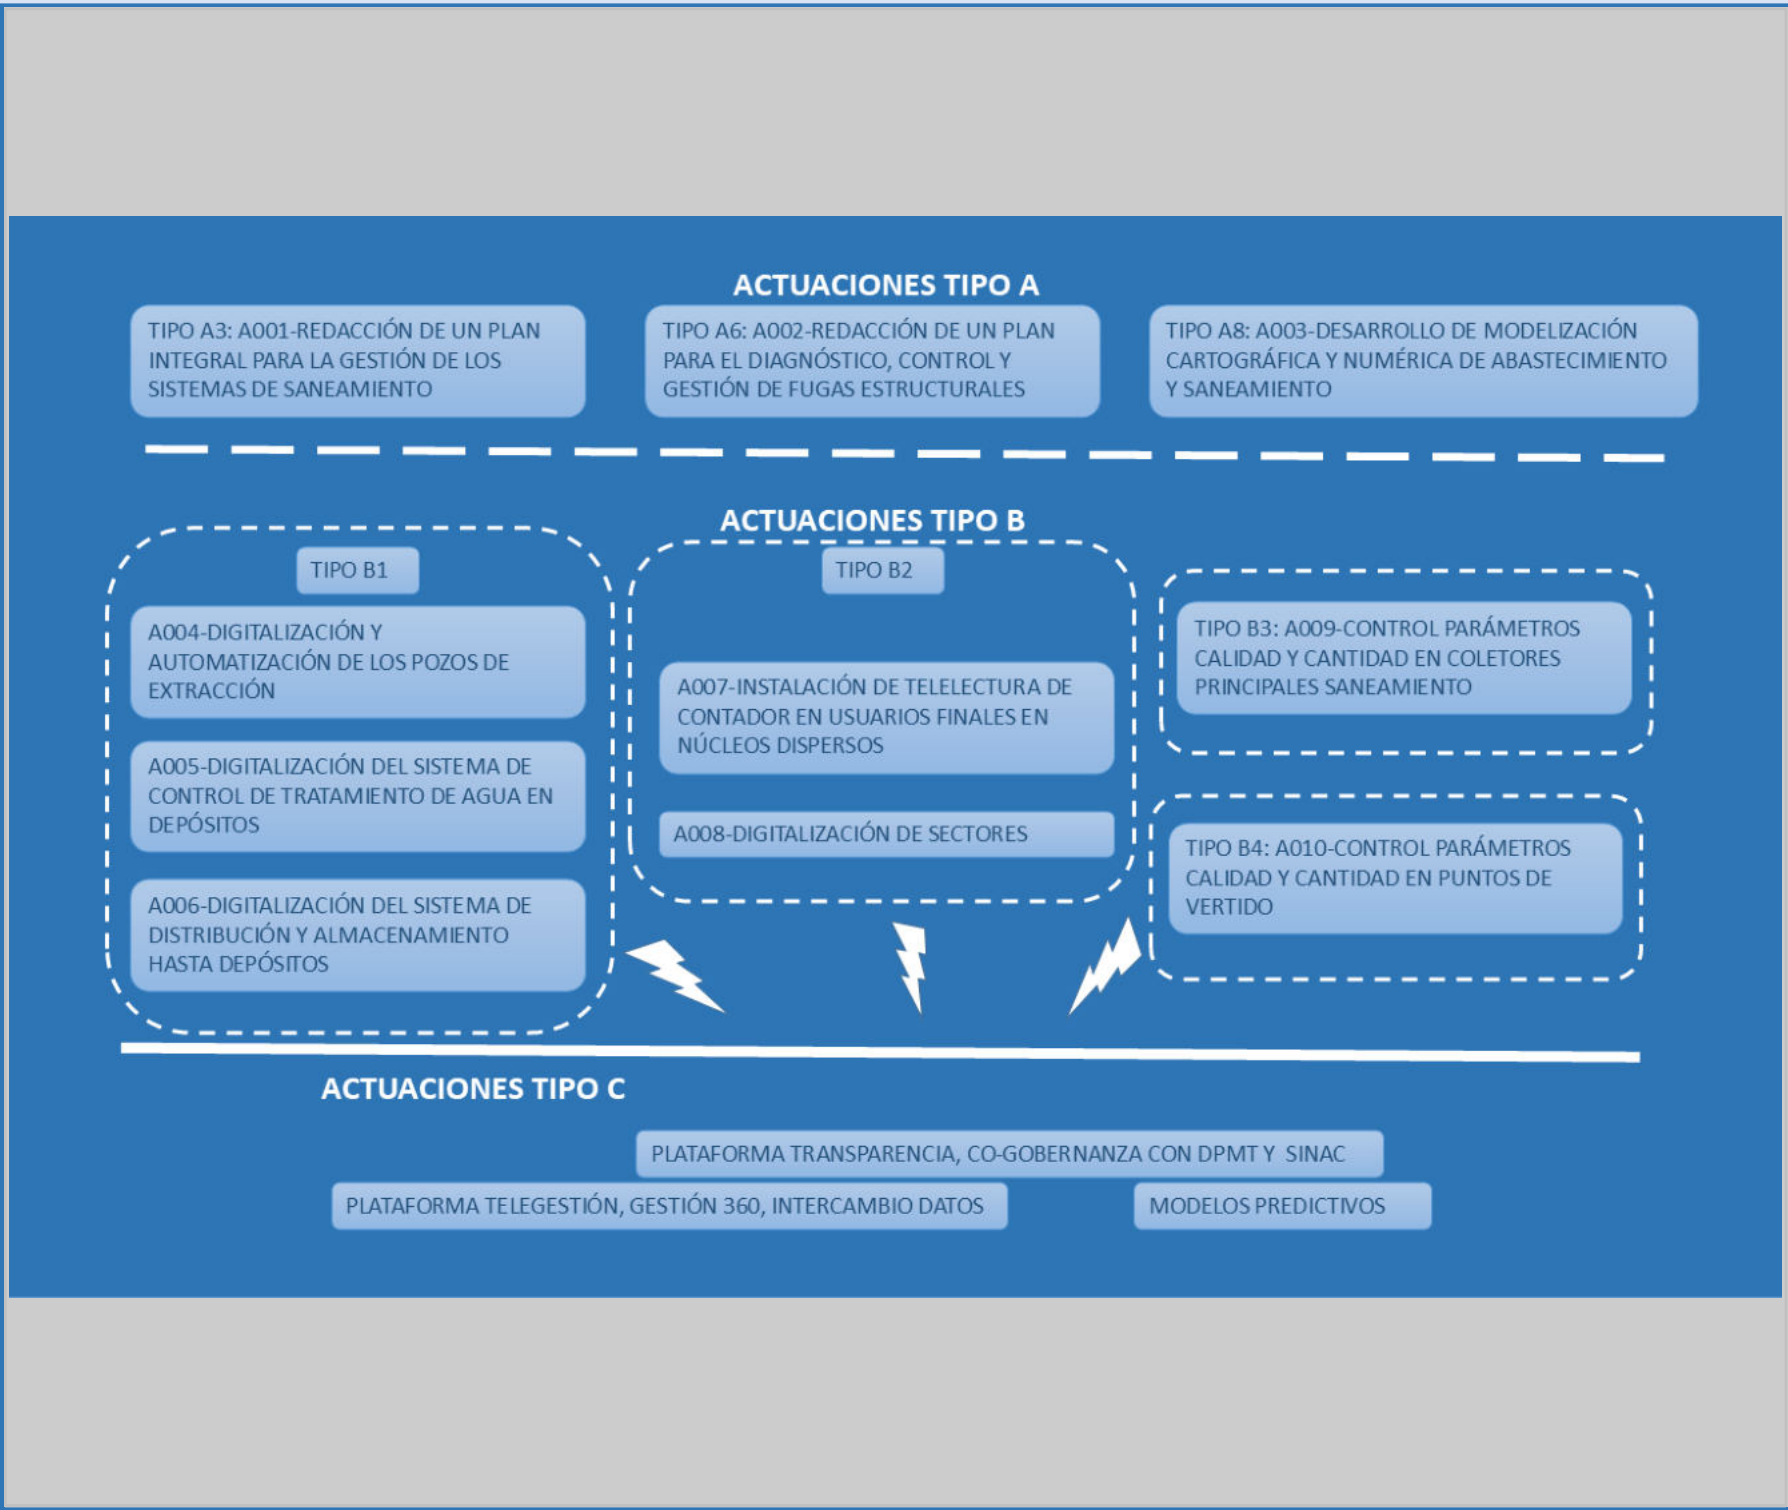 ACTUACIONES TIPO A
TIPO A3: A001-REDACCIÓN DE UN PLAN
INTEGRAL PARA LA GESTIÓN DE LOS
SISTEMAS DE SANEAMIENTO
TIPO A6: A002-REDACCIÓN DE UN PLAN
PARA EL DIAGNÓSTICO, CONTROL Y
GESTIÓN DE FUGAS ESTRUCTURALES
TIPO A8: A003-DESARROLLO DE MODELIZACIÓN
CARTOGRÁFICA Y NUMÉRICA DE ABASTECIMIENTO
Y SANEAMIENTO
ACTUACIONES TIPO B
TIPO B1
A004-DIGITALIZACIÓN Y
AUTOMATIZACIÓN DE LOS POZOS DE
EXTRACCIÓN
A005-DIGITALIZACIÓN DEL SISTEMA DE
CONTROL DE TRATAMIENTO DE AGUA EN
DEPÓSITOS
A006-DIGITALIZACIÓN DEL SISTEMA DE
DISTRIBUCIÓN Y ALMACENAMIENTO
HASTA DEPÓSITOS
TIPO B2
A007-INSTALACIÓN DE TELELECTURA DE
CONTADOR EN USUARIOS FINALES EN
NÚCLEOS DISPERSOS
A008-DIGITALIZACIÓN DE SECTORES
TIPO B3: A009-CONTROL PARÁMETROS
CALIDAD Y CANTIDAD EN COLETORES
PRINCIPALES SANEAMIENTO
TIPO B4: A010-CONTROL PARÁMETROS
CALIDAD Y CANTIDAD EN PUNTOS DE
VERTIDO
ACTUACIONES TIPO C
PLATAFORMA TRANSPARENCIA, CO-GOBERNANZA CON DPMT Y SINAC
PLATAFORMA TELEGESTIÓN, GESTIÓN 360, INTERCAMBIO DATOS
MODELOS PREDICTIVOS